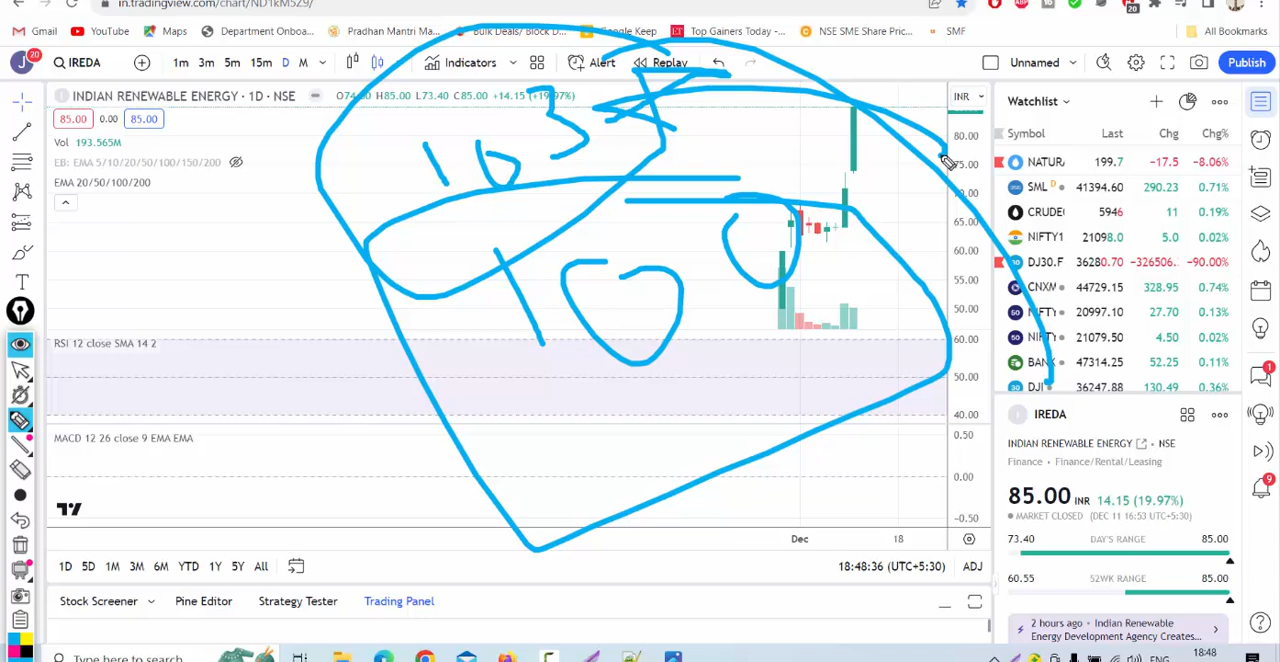 in.tradingview.com/chart/ND1kM5Z9/
Gmail YouTube Maps Department Onboa... Pradhan Mantri Ma... Bulk Deals/ Block D... Keep Top Gainers Today -... NSE SME Share Pric... SMF All Bookmarks
J 20 IREDA 1m 3m 5m 15m D M Indicators Alert Replay Unnamed Publish
INDIAN RENEWABLE ENERGY · 1D · NSE H85.00 L73.40 C85.00 +14.15 (+19.97%)
INR
85.00 0.00 85.00
Vol 193.565M
EB: EMA 5/10/20/50/100/150/200
EMA 20/50/100/200
163
100
80.00
75.00
70.00
65.00
60.00
55.00
50.00
RSI 12 close SMA 14 2
60.00
50.00
40.00
MACD 12 26 close 9 EMA EMA
0.50
0.00
−0.50
Dec 18
1D 5D 1M 3M 6M YTD 1Y 5Y All 18:48:36 (UTC+5:30) ADJ
Stock Screener Pine Editor Strategy Tester Trading Panel
Watchlist
Symbol Last Chg Chg%
NATUR 199.7 −17.5 −8.06%
SML D 41394.60 290.23 0.71%
CRUDE 5946 11 0.19%
NIFTY1 21098.0 5.0 0.02%
DJ30.F 36280.70 −326506. −90.00%
CNXM 44729.15 328.95 0.74%
NIFTY 20997.10 27.70 0.13%
NIFTY 21079.50 4.50 0.02%
BANK 47314.25 52.25 0.11%
DJI 36247.88 130.49 0.36%
IREDA
INDIAN RENEWABLE ENERGY · NSE
Finance · Finance/Rental/Leasing
85.00 INR 14.15 (19.97%)
MARKET CLOSED (DEC 11 16:53 UTC+5:30)
73.40 DAY'S RANGE 85.00
60.55 52WK RANGE 85.00
2 hours ago · Indian Renewable
Energy Development Agency Creates...
Type here to search ENG 18:48